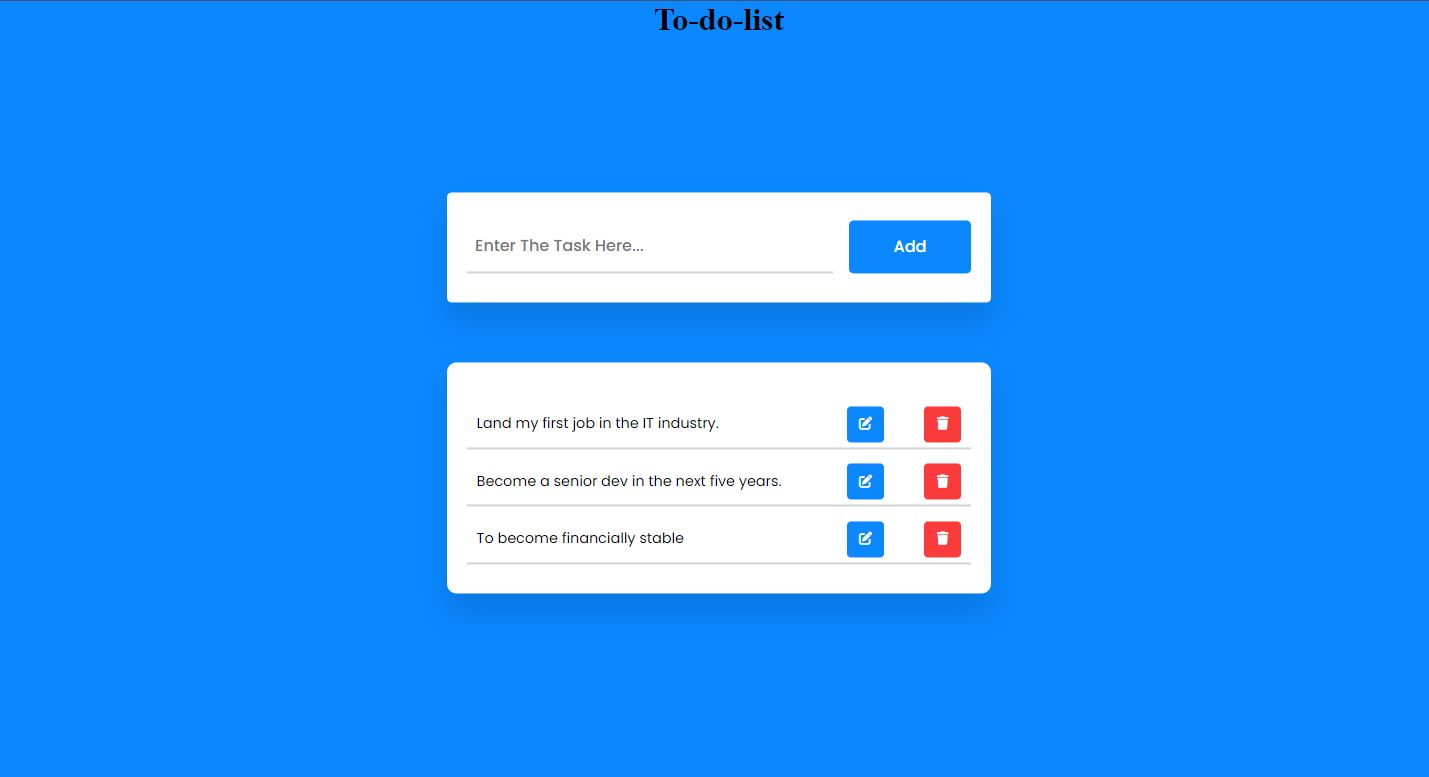 To-do-list
Enter The Task Here...
Add
Land my first job in the IT industry.
Become a senior dev in the next five years.
To become financially stable